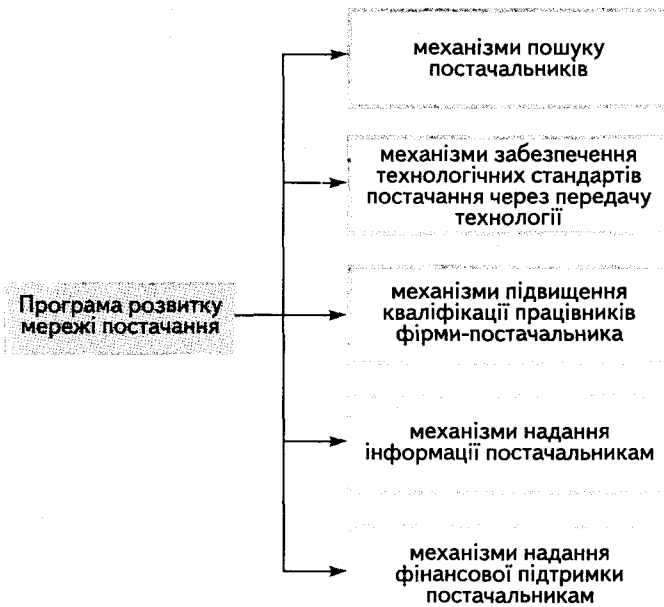 механізми пошуку
постачальників
механізми забезпечення
технологічних стандартів
постачання через передачу
технології
Програма розвитку
мережі постачання
механізми підвищення
кваліфікації працівників
фірми-постачальника
механізми надання
інформації постачальникам
механізми надання
фінансової підтримки
постачальникам